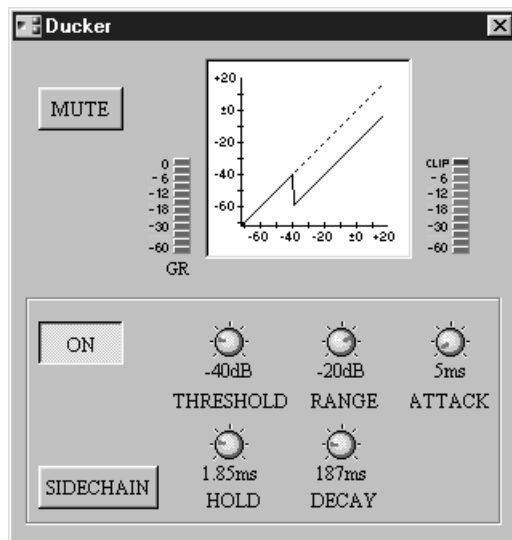 Ducker
MUTE
+20
±0
-20
-40
-60
-60 -40 -20 ±0 +20
0
-6
-12
-18
-30
-60
GR
CLIP
-6
-12
-18
-30
-60
ON
-40dB
THRESHOLD
-20dB
RANGE
5ms
ATTACK
SIDECHAIN
1.85ms
HOLD
187ms
DECAY